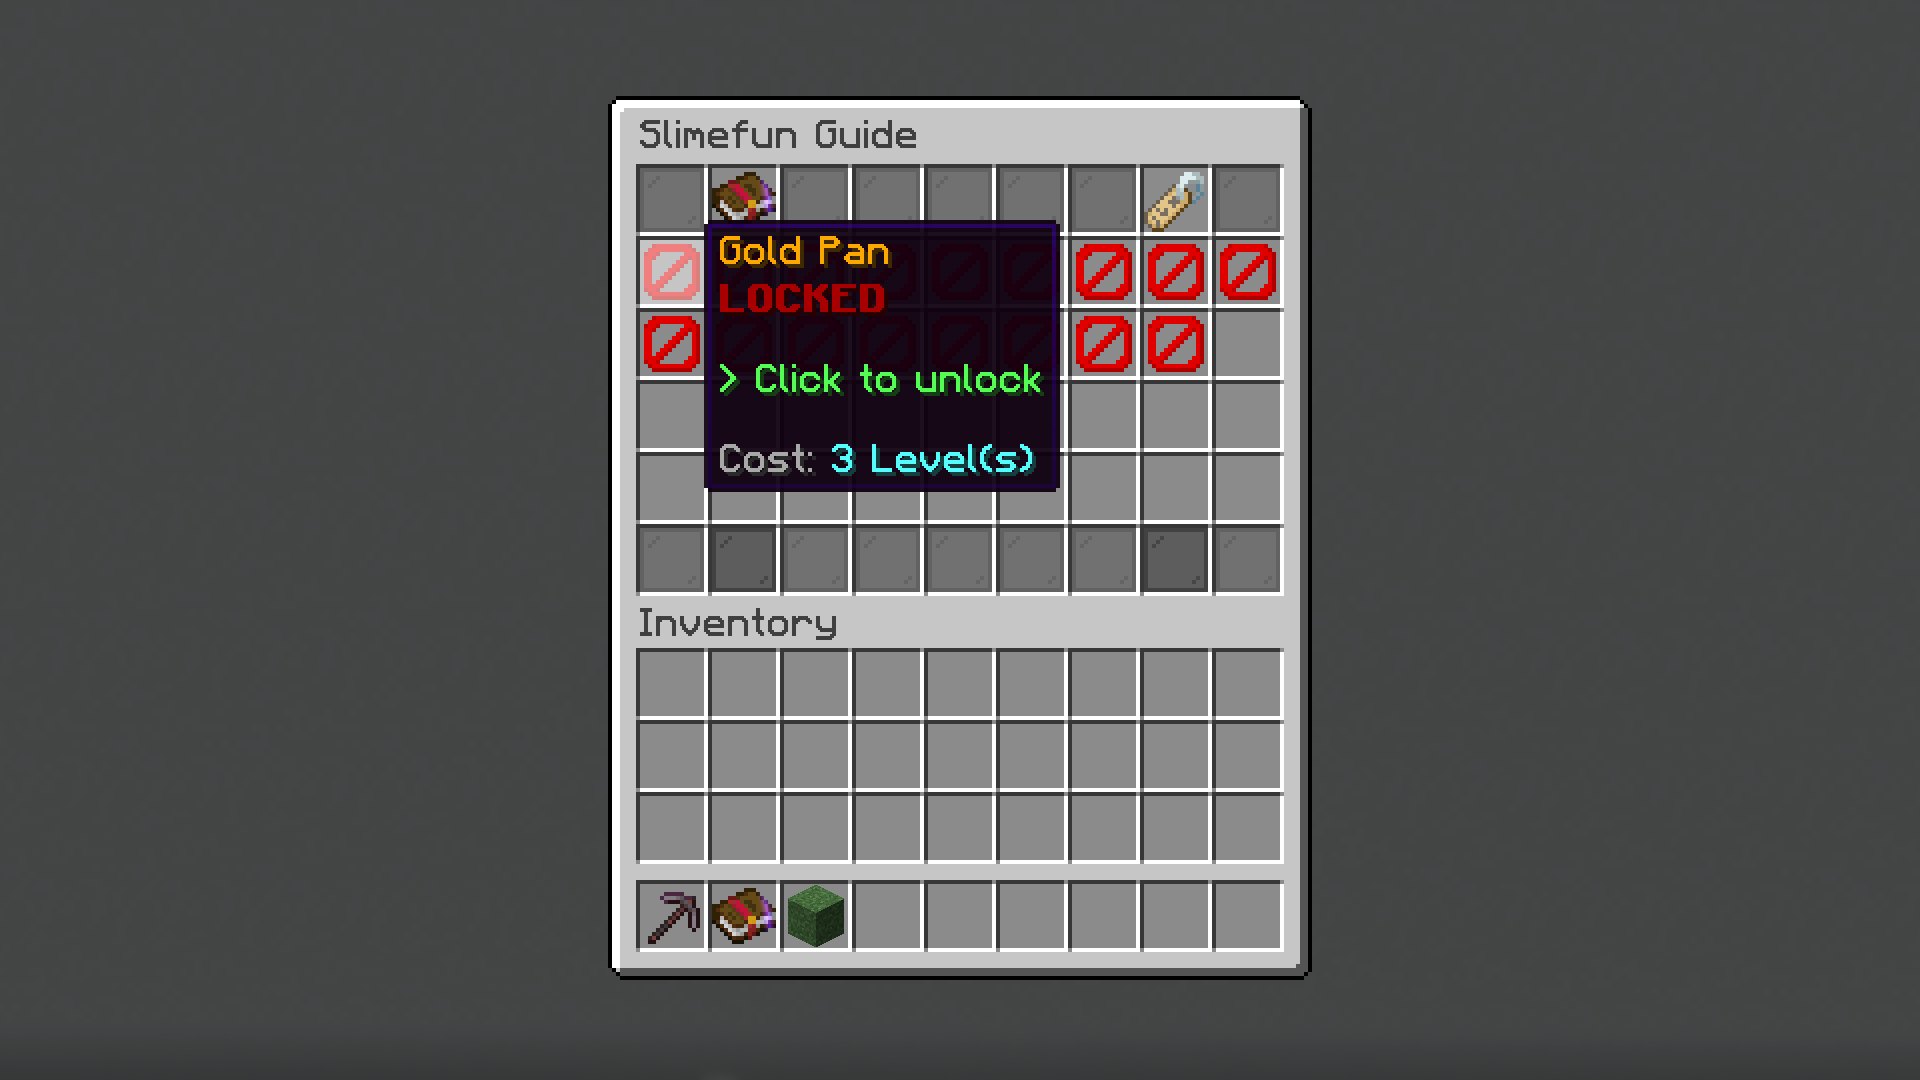 Slimefun Guide
Gold Pan
LOCKED
> Click to unlock
Cost: 3 Level(s)
Inventory